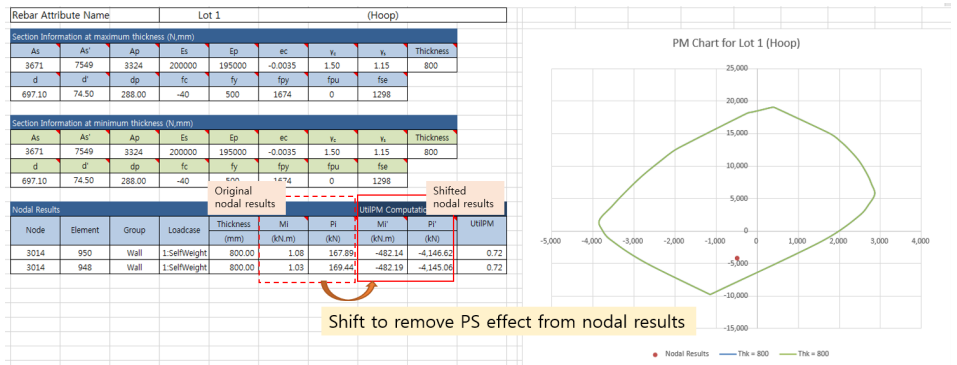 Rebar Attribute Name Lot 1 (Hoop)
Section Information at maximum thickness (N,mm)
As As' Ap Es Ep ec γc γs Thickness
3671 7549 3324 200000 195000 -0.0035 1.50 1.15 800
d d' dp fc fy fpy fpu fse
697.10 74.50 288.00 -40 500 1674 0 1298
Section Information at minimum thickness (N,mm)
As As' Ap Es Ep ec γc γs Thickness
3671 7549 3324 200000 195000 -0.0035 1.50 1.15 800
d d' dp fc fy fpy fpu fse
697.10 74.50 288.00 -40 500 1674 0 1298
Original
nodal results
Shifted
nodal results
Nodal Results UtilPM Computatio
Node Element Group Loadcase Thickness Mi Pi Mi' Pi' UtilPM
(mm) (kN.m) (kN) (kN.m) (kN)
3014 950 Wall 1:SelfWeight 800.00 1.08 167.89 -482.14 -4,146.62 0.72
3014 948 Wall 1:SelfWeight 800.00 1.03 169.44 -482.19 -4,145.06 0.72
Shift to remove PS effect from nodal results
PM Chart for Lot 1 (Hoop)
25,000
20,000
15,000
10,000
5,000
0
-5,000 -4,000 -3,000 -2,000 -1,000 0 1,000 2,000 3,000 4,000
-5,000
-10,000
-15,000
Nodal Results Thk = 800 Thk = 800